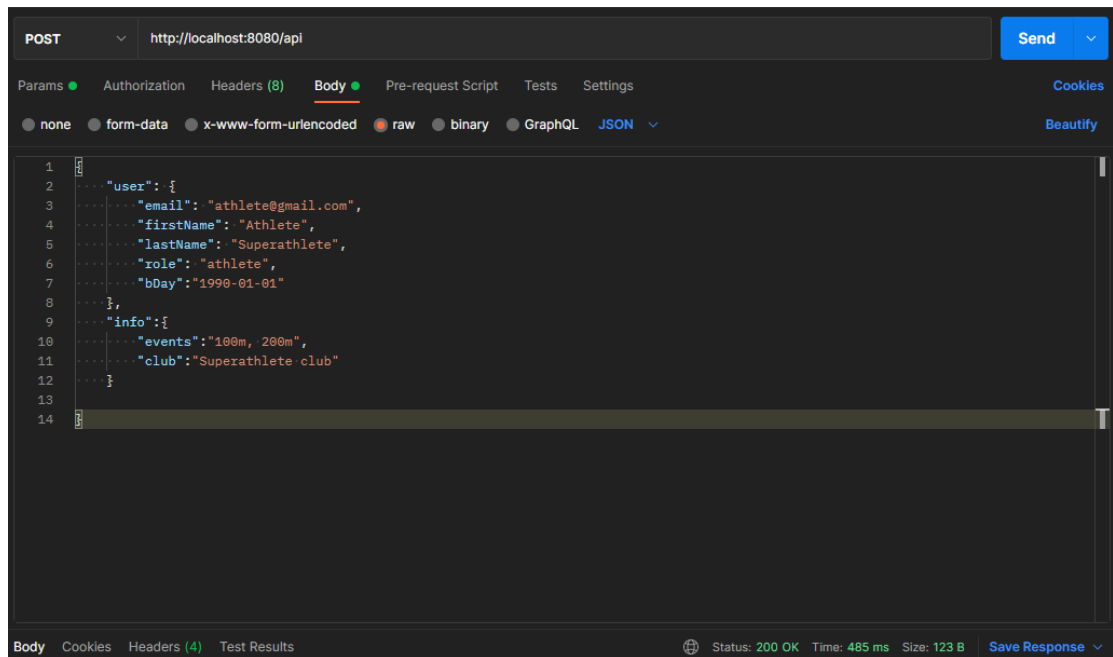 POST http://localhost:8080/api Send
Params Authorization Headers (8) Body Pre-request Script Tests Settings Cookies
none form-data x-www-form-urlencoded raw binary GraphQL JSON Beautify
1 {
2 "user": {
3 "email": "athlete@gmail.com",
4 "firstName": "Athlete",
5 "lastName": "Superathlete",
6 "role": "athlete",
7 "bDay":"1990-01-01"
8 },
9 "info":{
10 "events":"100m, 200m",
11 "club":"Superathlete club"
12 }
13
14 }
Body Cookies Headers (4) Test Results Status: 200 OK Time: 485 ms Size: 123 B Save Response